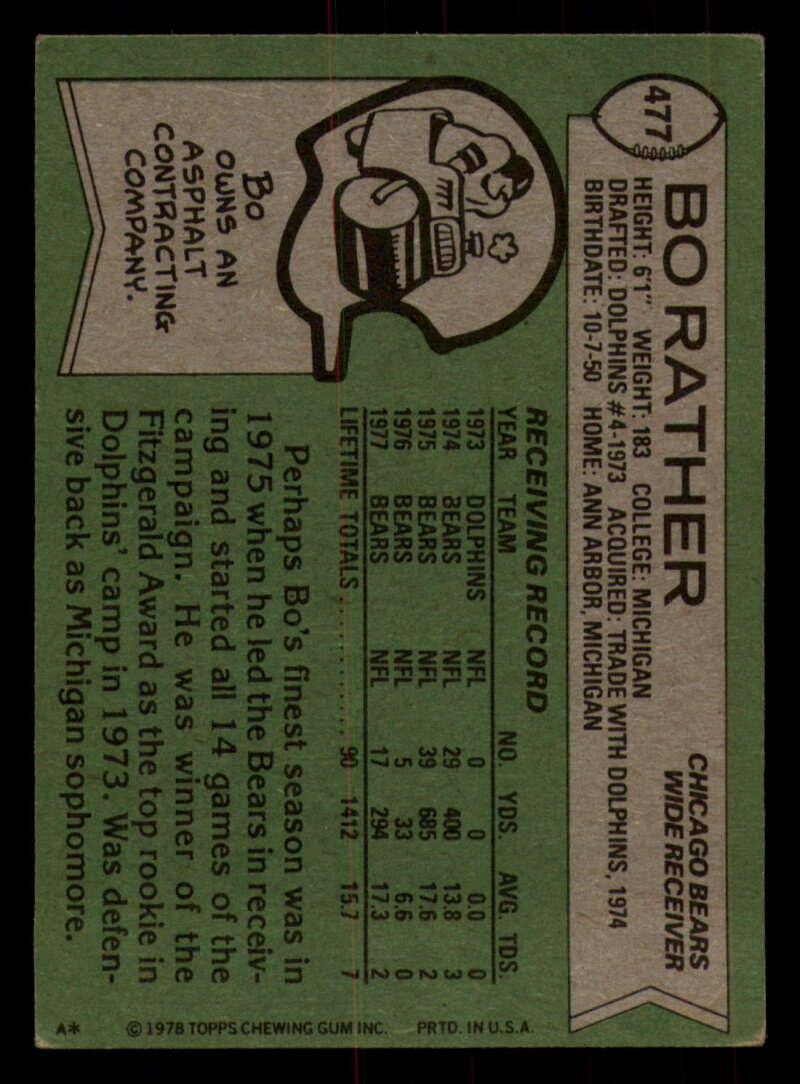 477
BO RATHER
CHICAGO BEARS
WIDE RECEIVER
HEIGHT: 6'1" WEIGHT: 183 COLLEGE: MICHIGAN
DRAFTED: DOLPHINS #4-1973 ACQUIRED: TRADE WITH DOLPHINS, 1974
BIRTHDATE: 10-7-50 HOME: ANN ARBOR, MICHIGAN
BO
OWNS AN
ASPHALT
CONTRACTING
COMPANY.
RECEIVING RECORD
YEAR TEAM NO. YDS. AVG. TDS.
1973 DOLPHINS NFL 0 0 0.0 0
1974 BEARS NFL 29 400 13.8 3
1975 BEARS NFL 39 685 17.6 2
1976 BEARS NFL 5 33 6.6 0
1977 BEARS NFL 17 294 17.3 2
LIFETIME TOTALS .......... 90 1412 15.7 7
Perhaps Bo's finest season was in
1975 when he led the Bears in receiv-
ing and started all 14 games of the
campaign. He was winner of the
Fitzgerald Award as the top rookie in
Dolphins' camp in 1973. Was defen-
sive back as Michigan sophomore.
A* © 1978 TOPPS CHEWING GUM INC. PRTD. IN U.S.A.